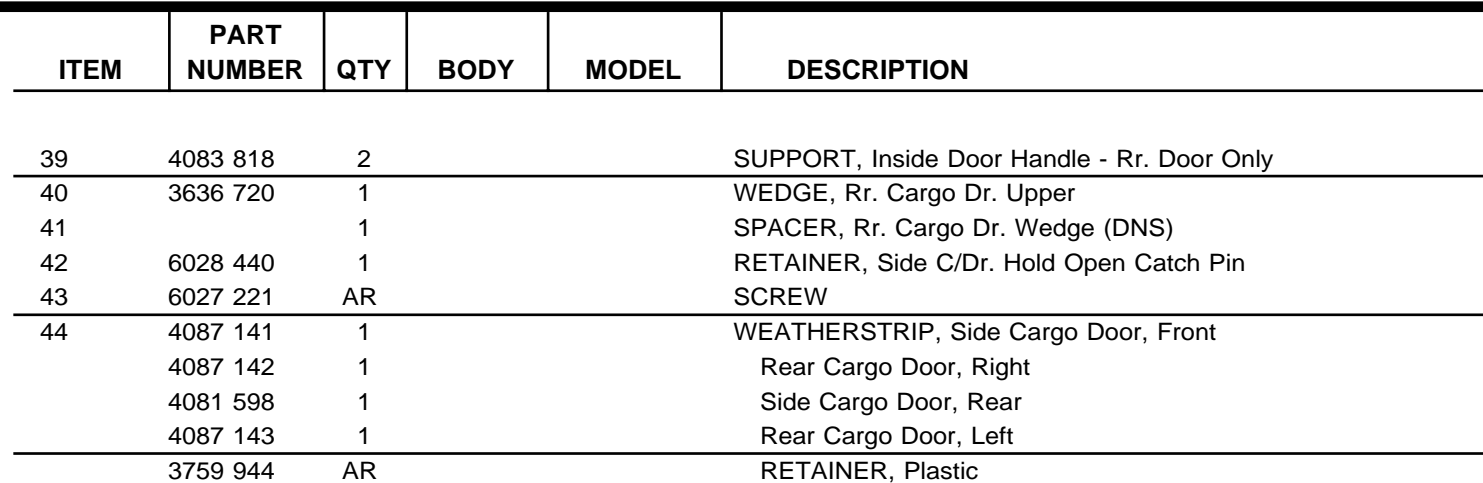 PART
ITEM NUMBER QTY BODY MODEL DESCRIPTION
39 4083 818 2 SUPPORT, Inside Door Handle - Rr. Door Only
40 3636 720 1 WEDGE, Rr. Cargo Dr. Upper
41 1 SPACER, Rr. Cargo Dr. Wedge (DNS)
42 6028 440 1 RETAINER, Side C/Dr. Hold Open Catch Pin
43 6027 221 AR SCREW
44 4087 141 1 WEATHERSTRIP, Side Cargo Door, Front
4087 142 1 Rear Cargo Door, Right
4081 598 1 Side Cargo Door, Rear
4087 143 1 Rear Cargo Door, Left
3759 944 AR RETAINER, Plastic